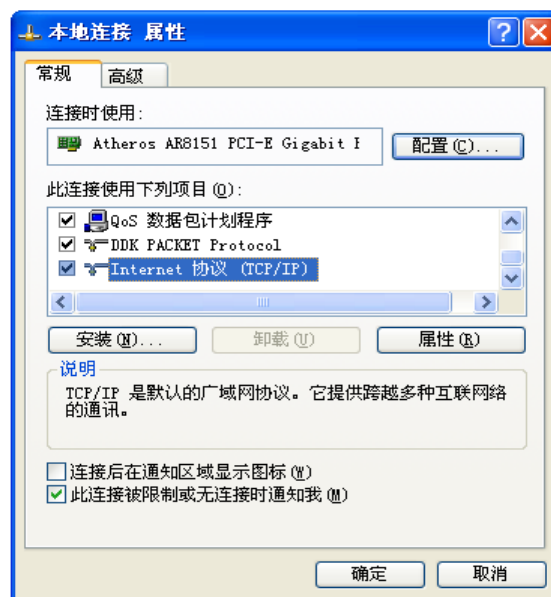 本地连接 属性
常规
高级
连接时使用:
Atheros AR8151 PCI-E Gigabit E
配置(C)...
此连接使用下列项目(O):
QoS 数据包计划程序
DDK PACKET Protocol
Internet 协议 (TCP/IP)
安装(N)...
卸载(U)
属性(R)
说明
TCP/IP 是默认的广域网协议。它提供跨越多种互联网络
的通讯。
连接后在通知区域显示图标(W)
此连接被限制或无连接时通知我(M)
确定
取消